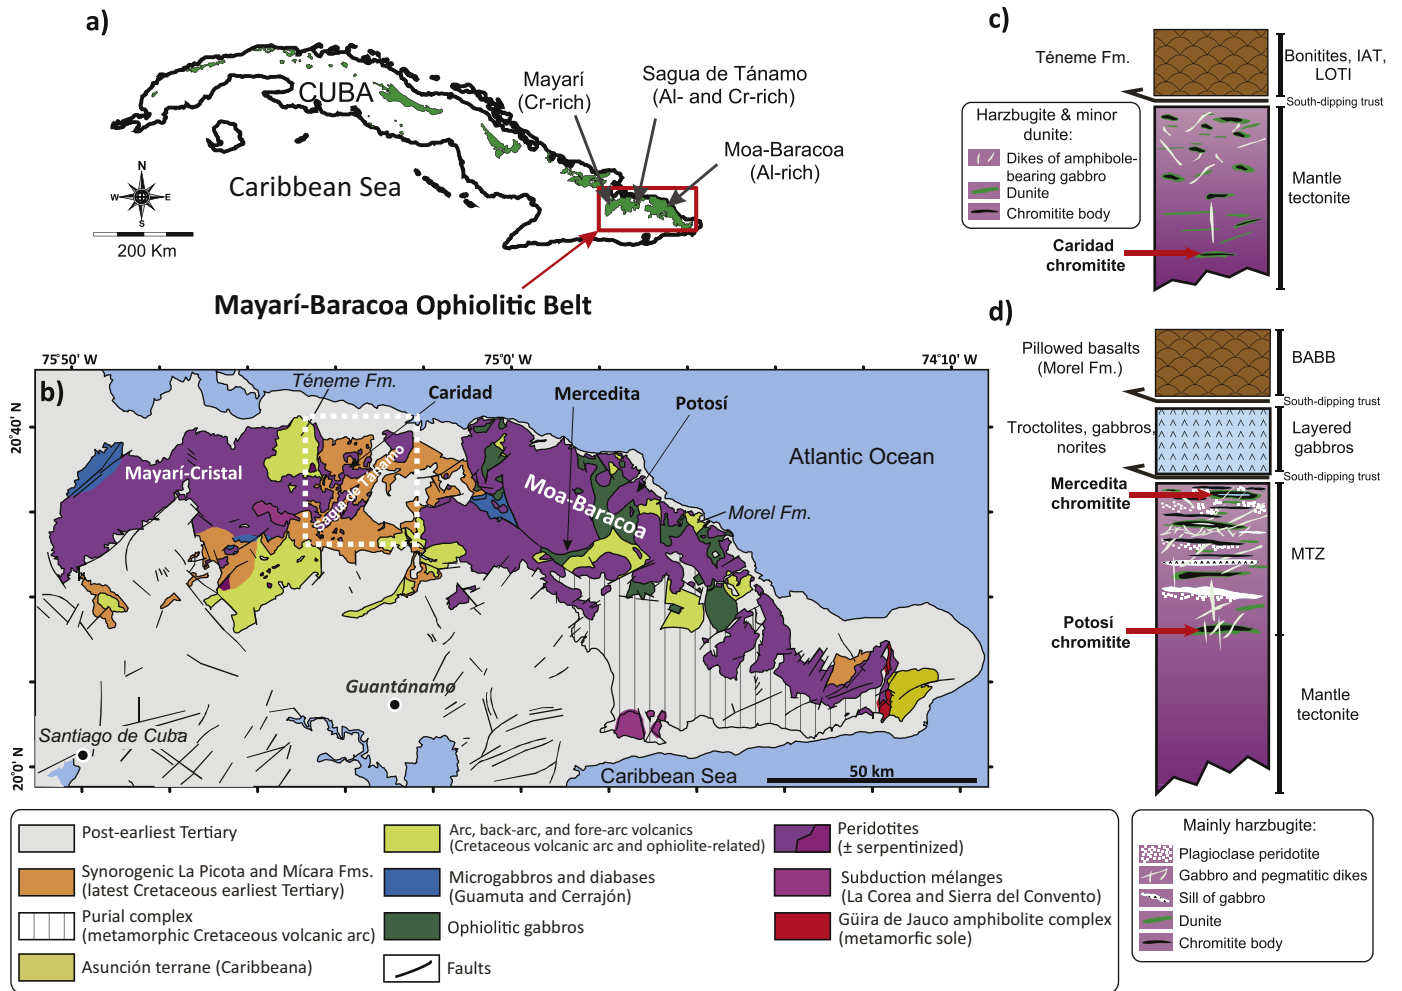 a)
CUBA
Mayarí
(Cr-rich)
Sagua de Tánamo
(Al- and Cr-rich)
Moa-Baracoa
(Al-rich)
Caribbean Sea
N
W
E
S
200 Km
Mayarí-Baracoa Ophiolitic Belt
b)
75°50' W
75°0' W
74°10' W
20°40' N
20°0' N
Téneme Fm.
Caridad
Mercedita
Potosí
Mayarí-Cristal
Sagua de Tánamo
Moa-Baracoa
Morel Fm.
Atlantic Ocean
Guantánamo
Santiago de Cuba
Caribbean Sea
50 km
Post-earliest Tertiary
Synorogenic La Picota and Mícara Fms.
(latest Cretaceous earliest Tertiary)
Purial complex
(metamorphic Cretaceous volcanic arc)
Asunción terrane (Caribbeana)
Arc, back-arc, and fore-arc volcanics
(Cretaceous volcanic arc and ophiolite-related)
Microgabbros and diabases
(Guamuta and Cerrajón)
Ophiolitic gabbros
Faults
Peridotites
(± serpentinized)
Subduction mélanges
(La Corea and Sierra del Convento)
Güira de Jauco amphibolite complex
(metamorfic sole)
c)
Téneme Fm.
Bonitites, IAT,
LOTI
South-dipping trust
Harzbugite & minor
dunite:
Dikes of amphibole-
bearing gabbro
Dunite
Chromitite body
Mantle
tectonite
Caridad
chromitite
d)
Pillowed basalts
(Morel Fm.)
BABB
South-dipping trust
Troctolites, gabbros,
norites
Layered
gabbros
South-dipping trust
Mercedita
chromitite
MTZ
Potosí
chromitite
Mantle
tectonite
Mainly harzbugite:
Plagioclase peridotite
Gabbro and pegmatitic dikes
Sill of gabbro
Dunite
Chromitite body